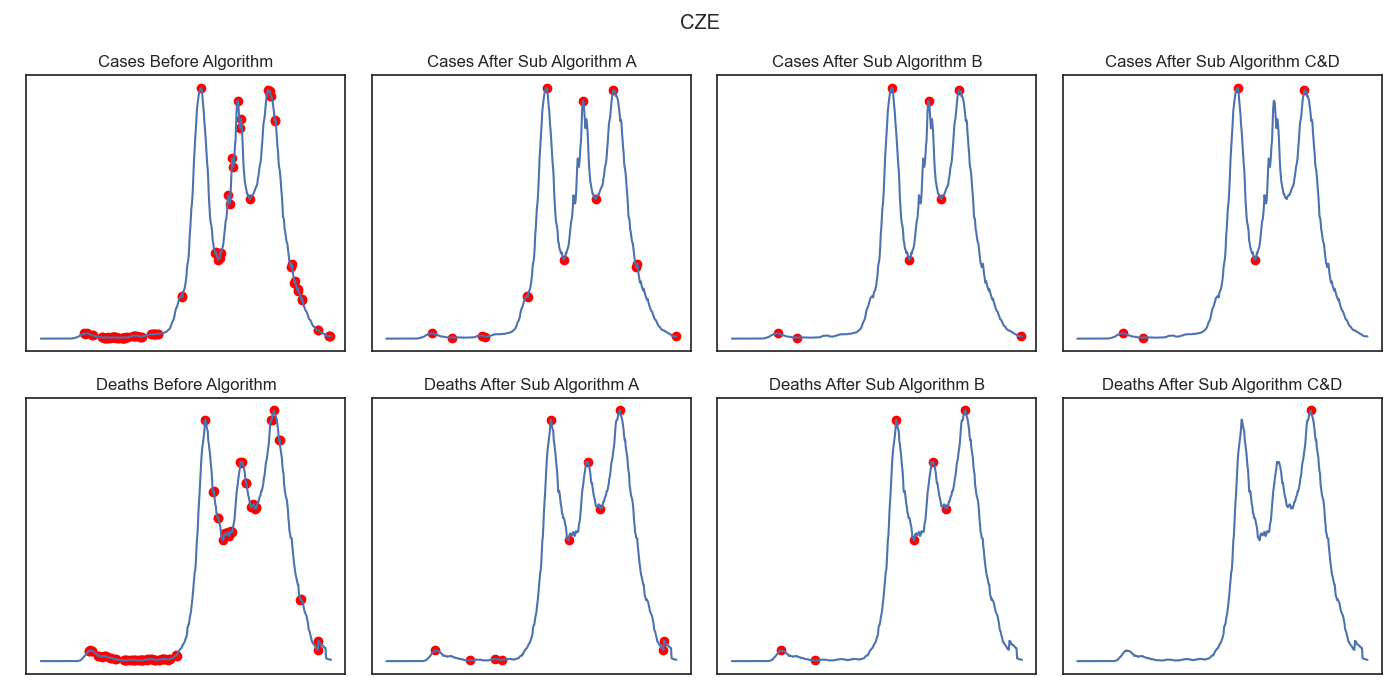 CZE
Cases Before Algorithm
Cases After Sub Algorithm A
Cases After Sub Algorithm B
Cases After Sub Algorithm C&D
Deaths Before Algorithm
Deaths After Sub Algorithm A
Deaths After Sub Algorithm B
Deaths After Sub Algorithm C&D